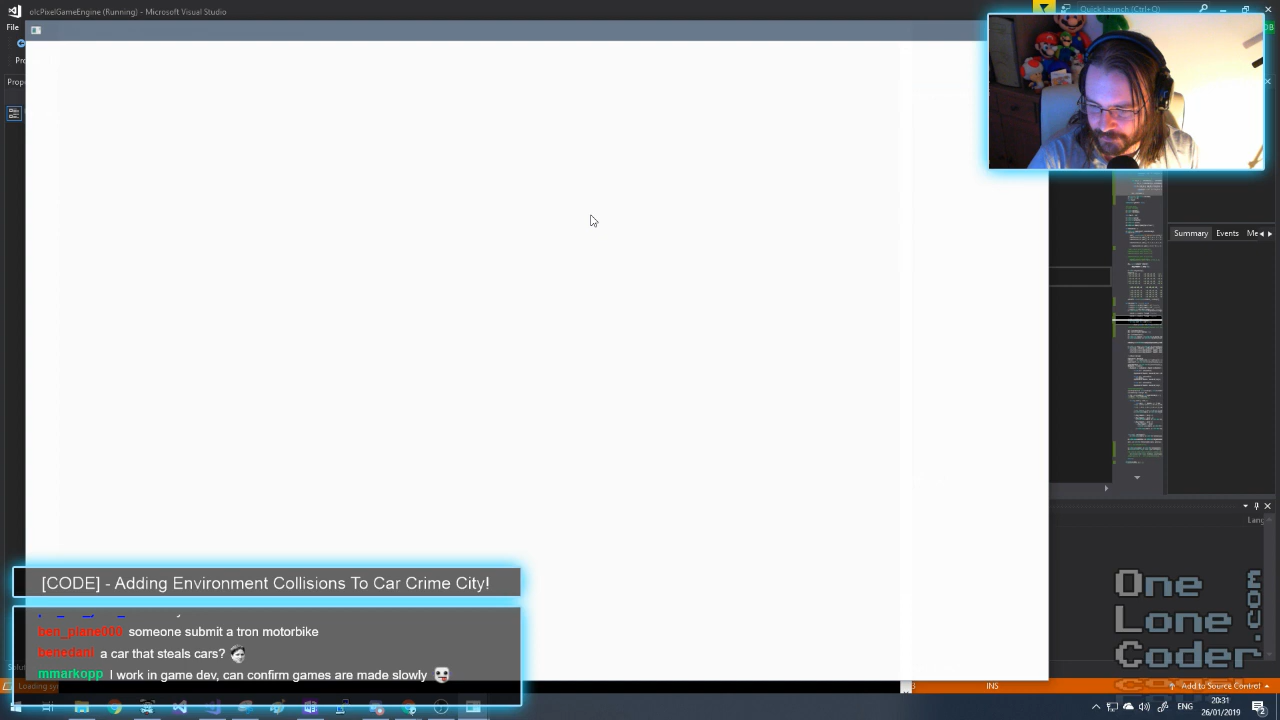 olcPixelGameEngine (Running) - Microsoft Visual Studio
Quick Launch (Ctrl+Q)
File
Summary Events Me
[CODE] - Adding Environment Collisions To Car Crime City!
ben_plane000 someone submit a tron motorbike
benedani a car that steals cars?
mmarkopp I work in game dev, can confirm games are made slowly
One
Lone
Coder
.com
INS
Add to Source Control
ENG
20:31
26/01/2019